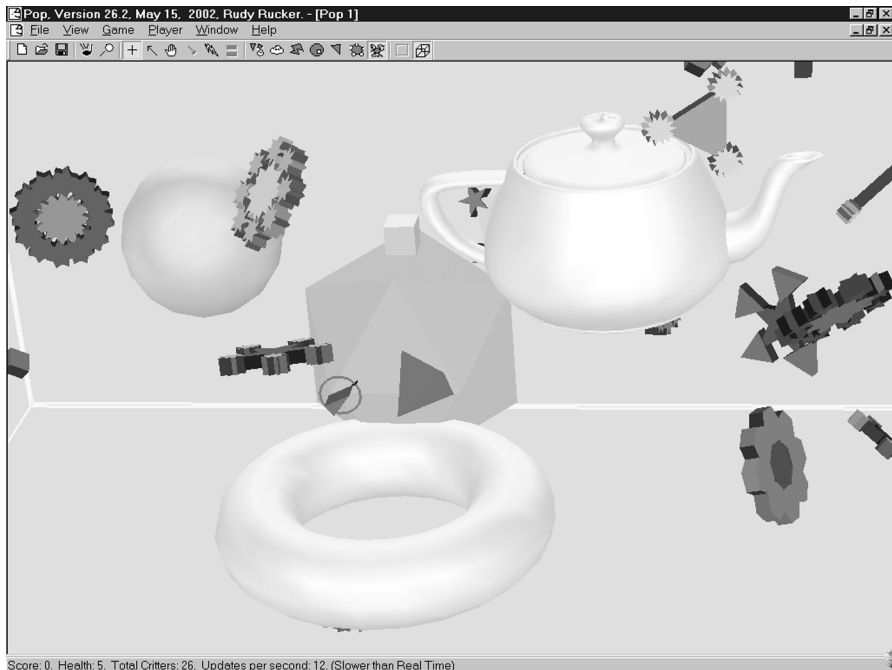 Pop, Version 26.2, May 15,  2002, Rudy Rucker. - [Pop 1]
File View Game Player Window Help
Score: 0. Health: 5. Total Critters: 26. Updates per second: 12. (Slower than Real Time)